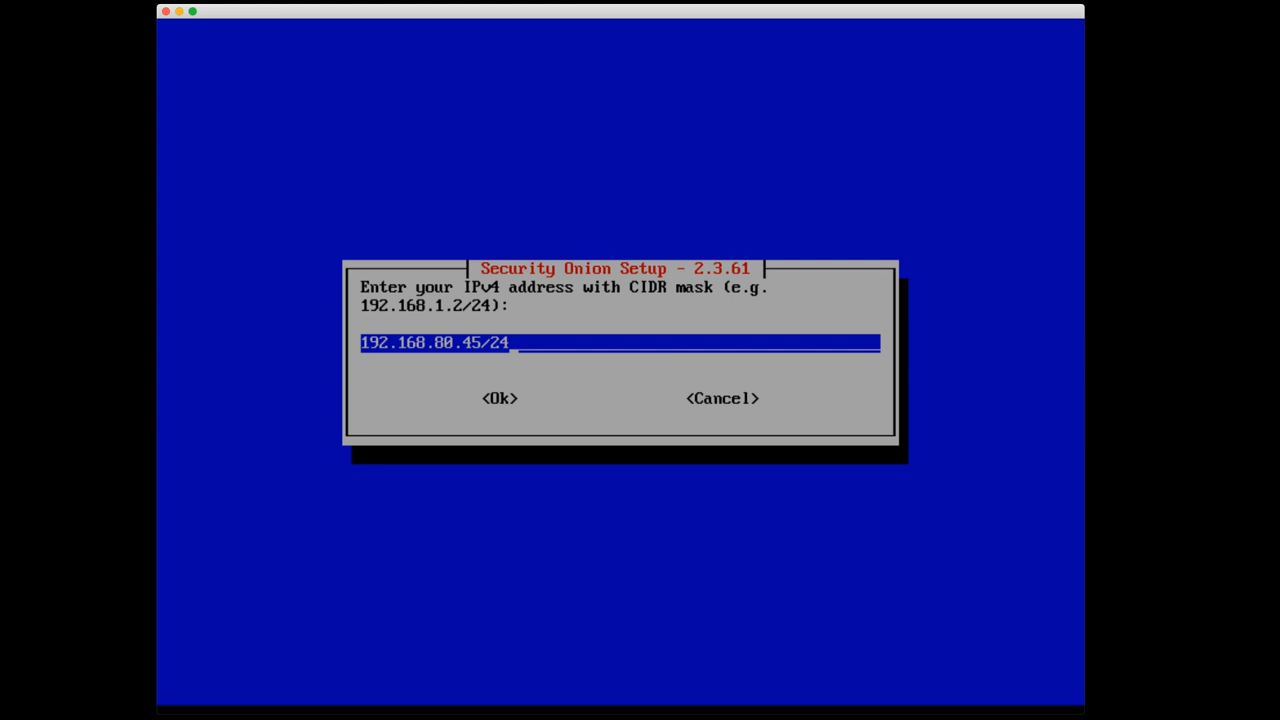 Security Onion Setup - 2.3.61
Enter your IPv4 address with CIDR mask (e.g.
192.168.1.2/24):
192.168.80.45/24
<Ok> <Cancel>